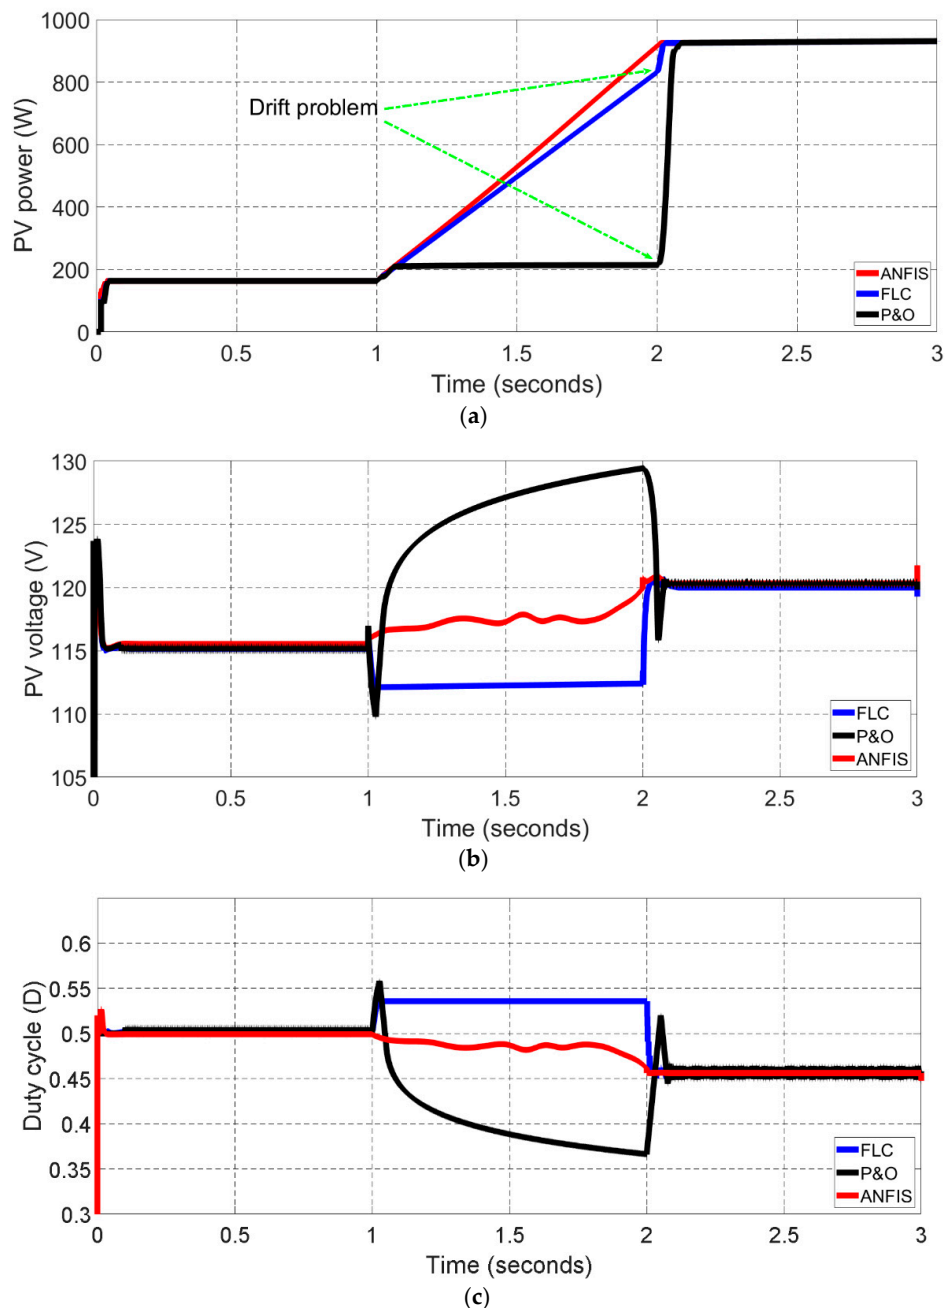 1000
800
600
400
200
0
PV power (W)
Drift problem
ANFIS
FLC
P&O
0
0.5
1
1.5
2
2.5
3
Time (seconds)
(a)
130
125
120
115
110
105
PV voltage (V)
FLC
P&O
ANFIS
0
0.5
1
1.5
2
2.5
3
Time (seconds)
(b)
0.6
0.55
0.5
0.45
0.4
0.35
0.3
Duty cycle (D)
FLC
P&O
ANFIS
0
0.5
1
1.5
2
2.5
3
Time (seconds)
(c)